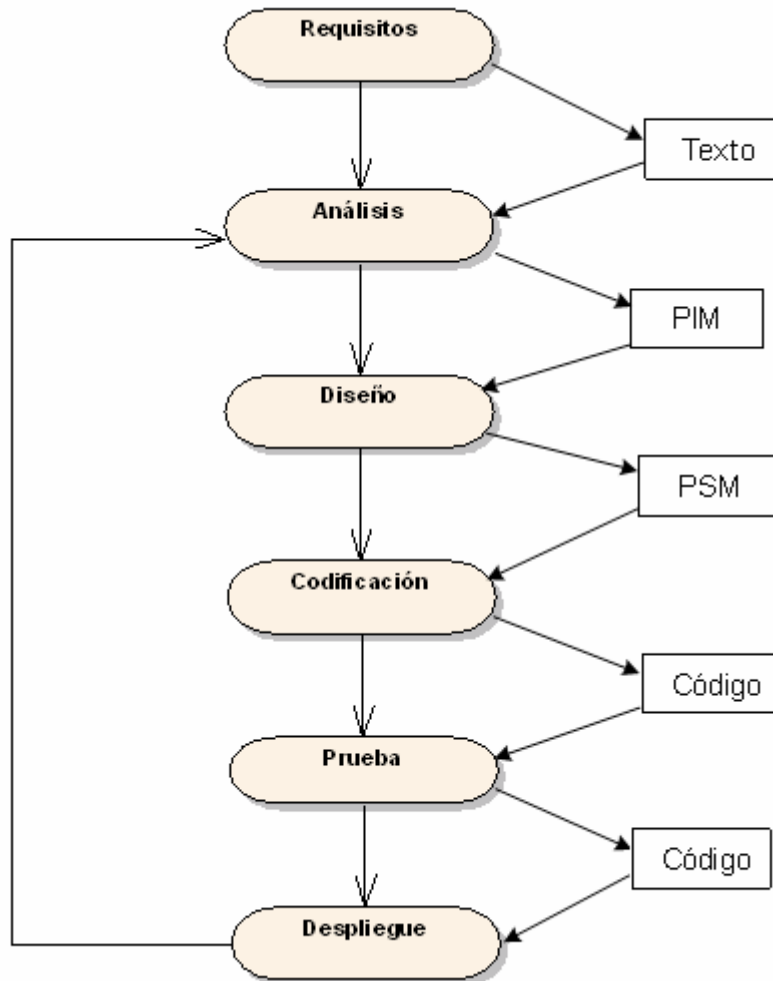 Requisitos
Texto
Análisis
PIM
Diseño
PSM
Codificación
Código
Prueba
Código
Despliegue